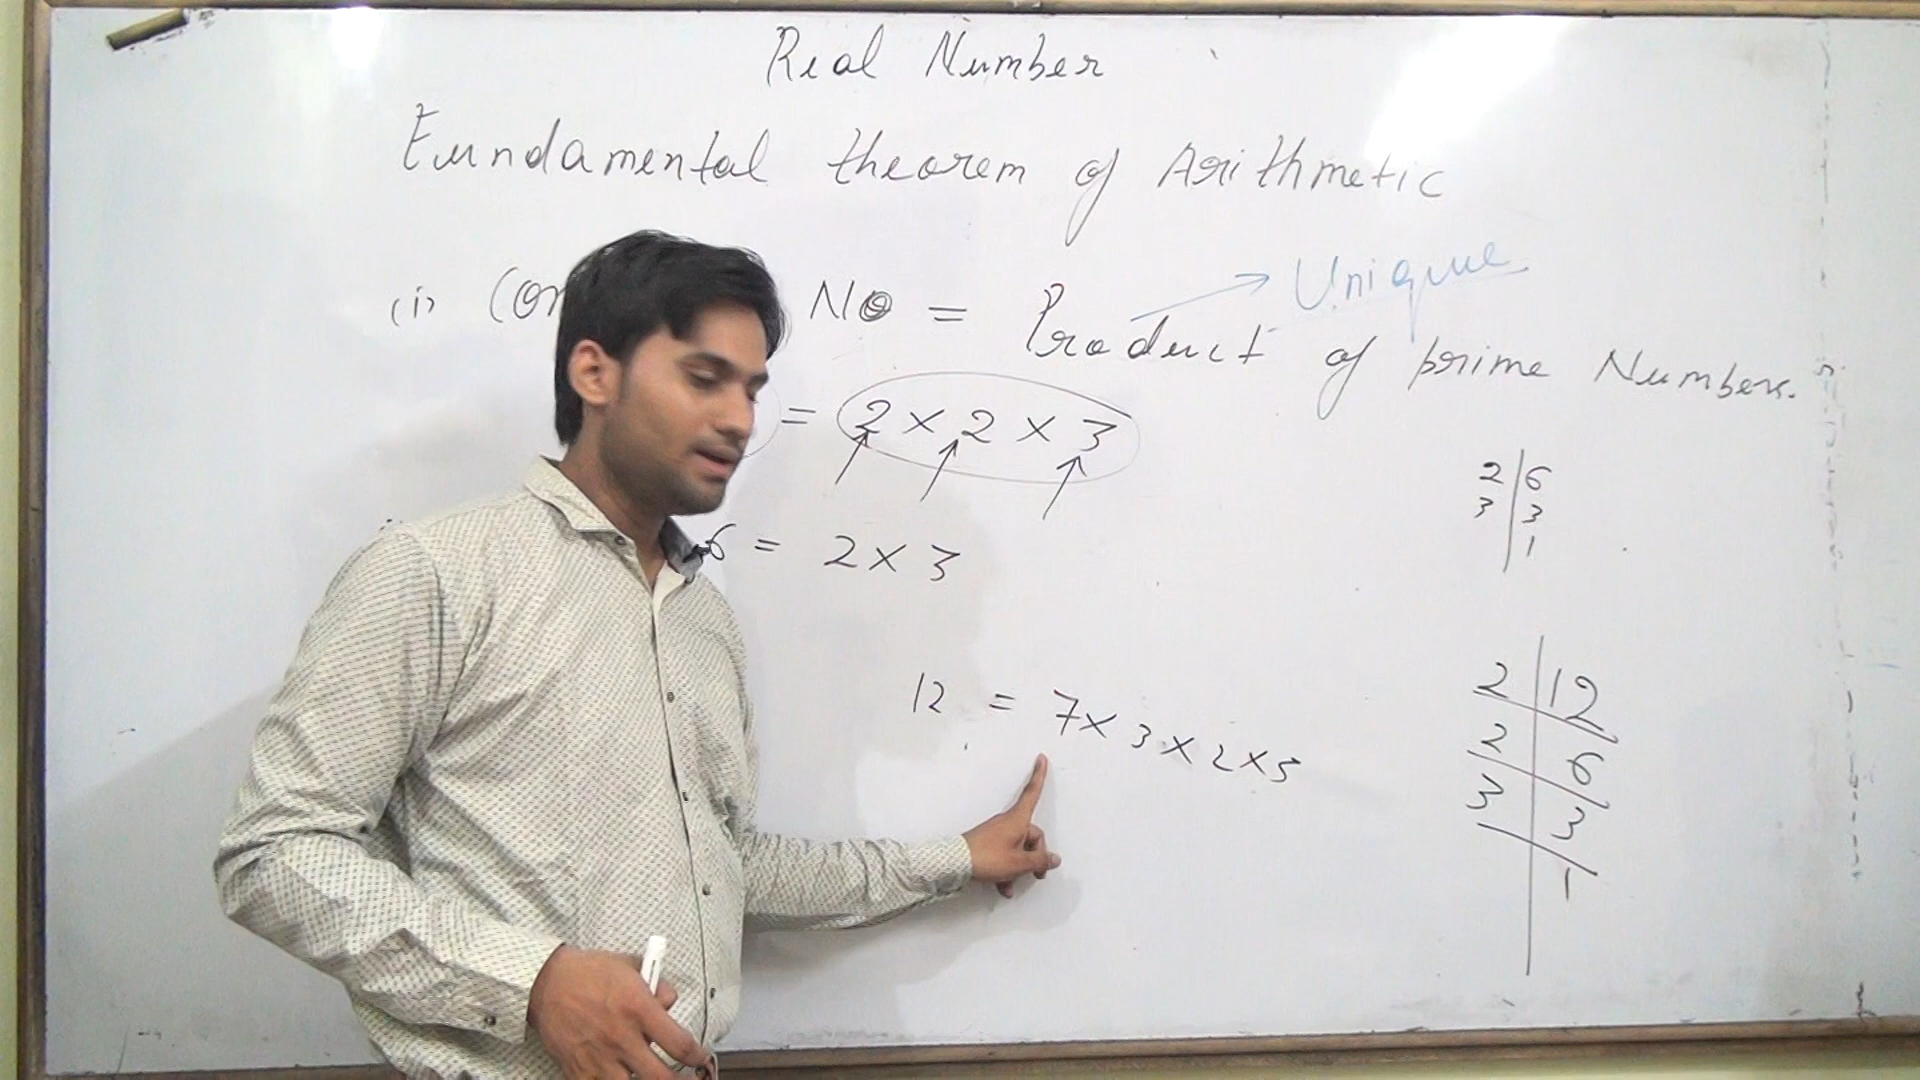 Real Number
Fundamental theorem of Arithmetic
Unique
(i) Com No = Product of prime Numbers.
= 2 × 2 × 3
6 = 2 × 3
12 = 7 × 3 × 2 × 5
2 | 6
3 | 3
1
2 | 12
2 | 6
3 | 3
1